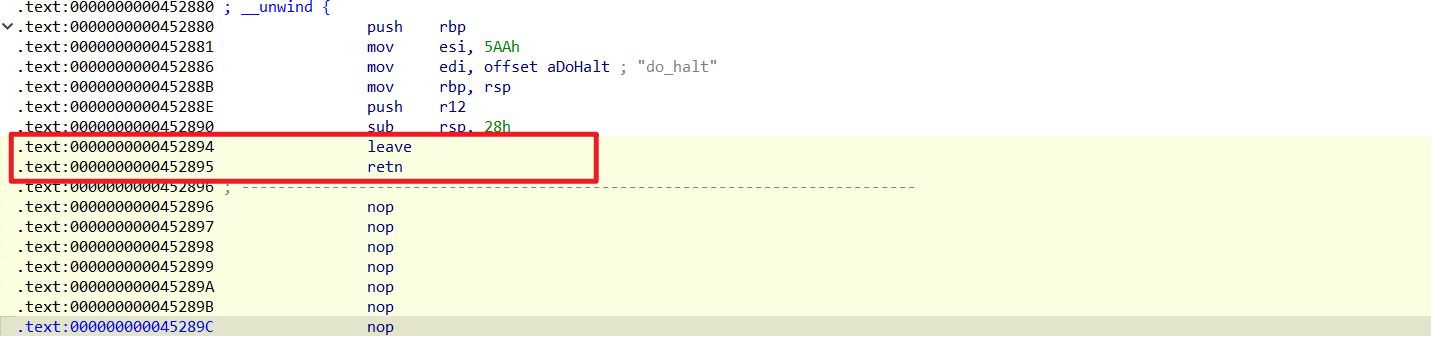 .text:0000000000452880 ; __unwind {
.text:0000000000452880 push rbp
.text:0000000000452881 mov esi, 5AAh
.text:0000000000452886 mov edi, offset aDoHalt ; "do_halt"
.text:000000000045288B mov rbp, rsp
.text:000000000045288E push r12
.text:0000000000452890 sub rsp, 28h
.text:0000000000452894 leave
.text:0000000000452895 retn
.text:0000000000452896 ; ---------------------------------------------------------------------------
.text:0000000000452896 nop
.text:0000000000452897 nop
.text:0000000000452898 nop
.text:0000000000452899 nop
.text:000000000045289A nop
.text:000000000045289B nop
.text:000000000045289C nop